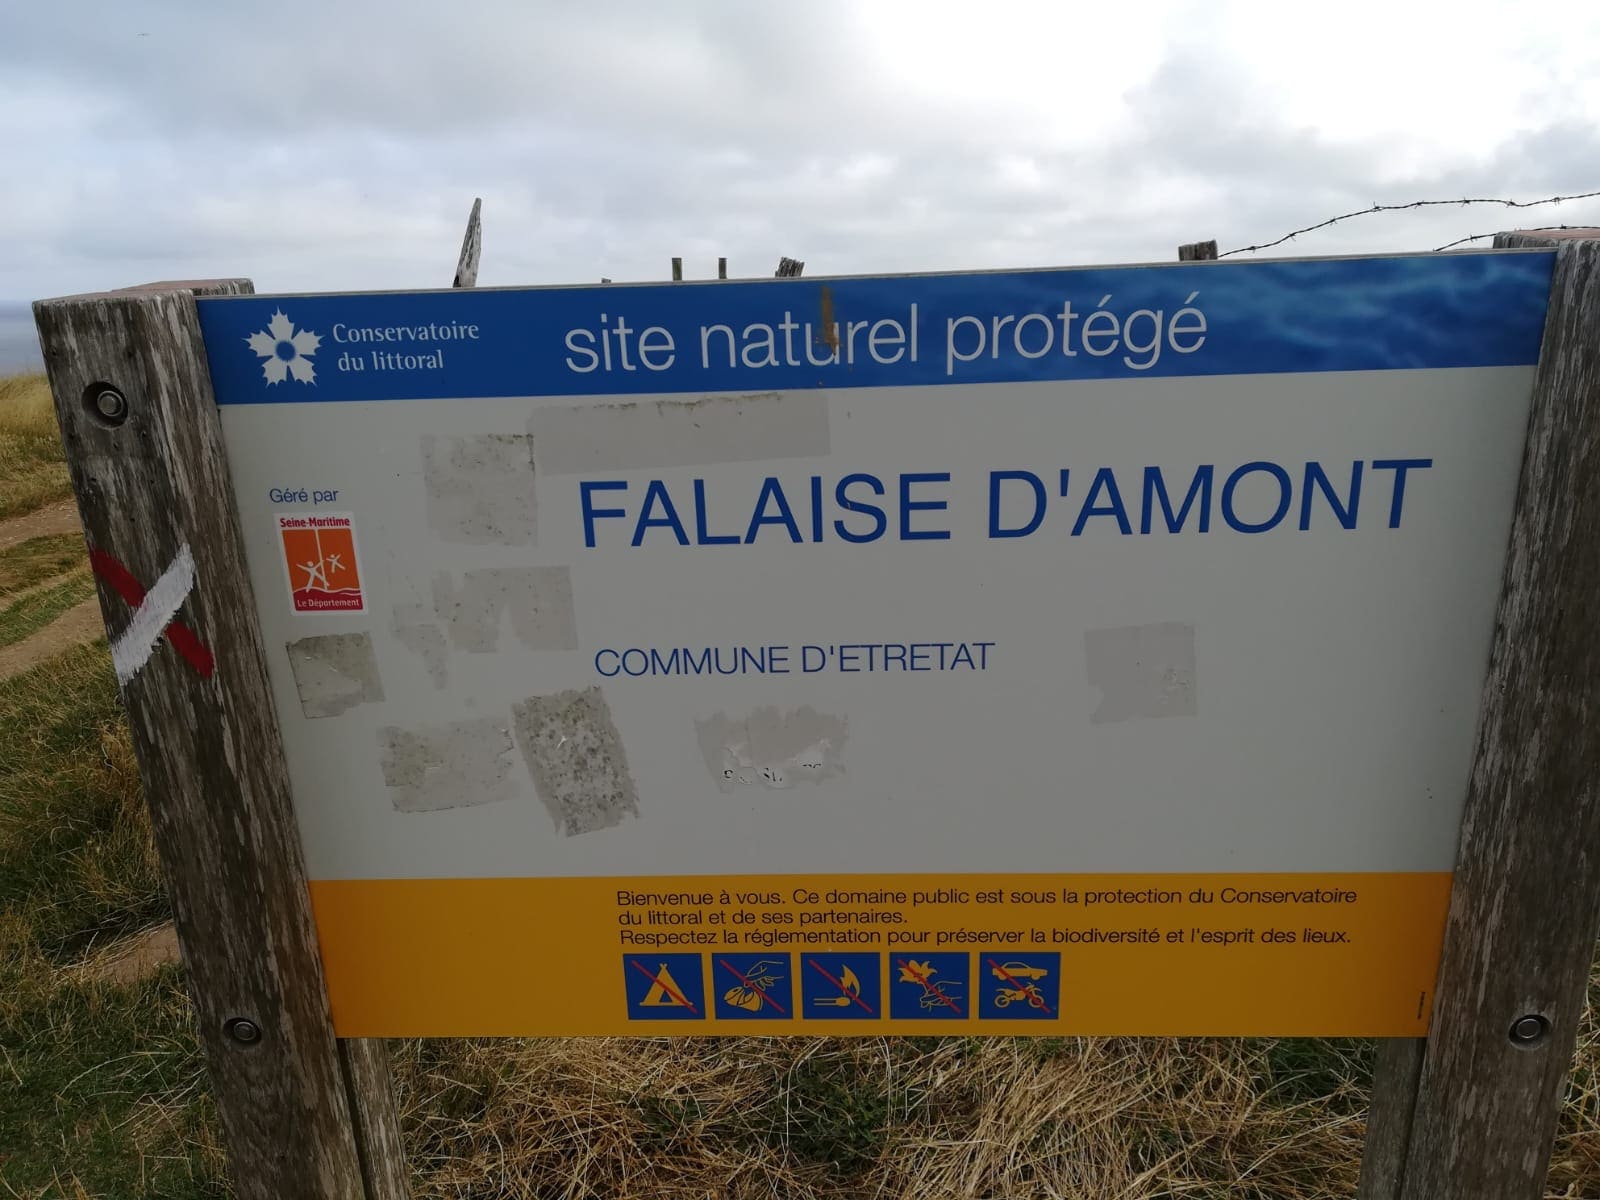 Conservatoire
du littoral
site naturel protégé
Géré par
Seine-Maritime
Le Département
FALAISE D'AMONT
COMMUNE D'ETRETAT
Bienvenue à vous. Ce domaine public est sous la protection du Conservatoire
du littoral et de ses partenaires.
Respectez la réglementation pour préserver la biodiversité et l'esprit des lieux.